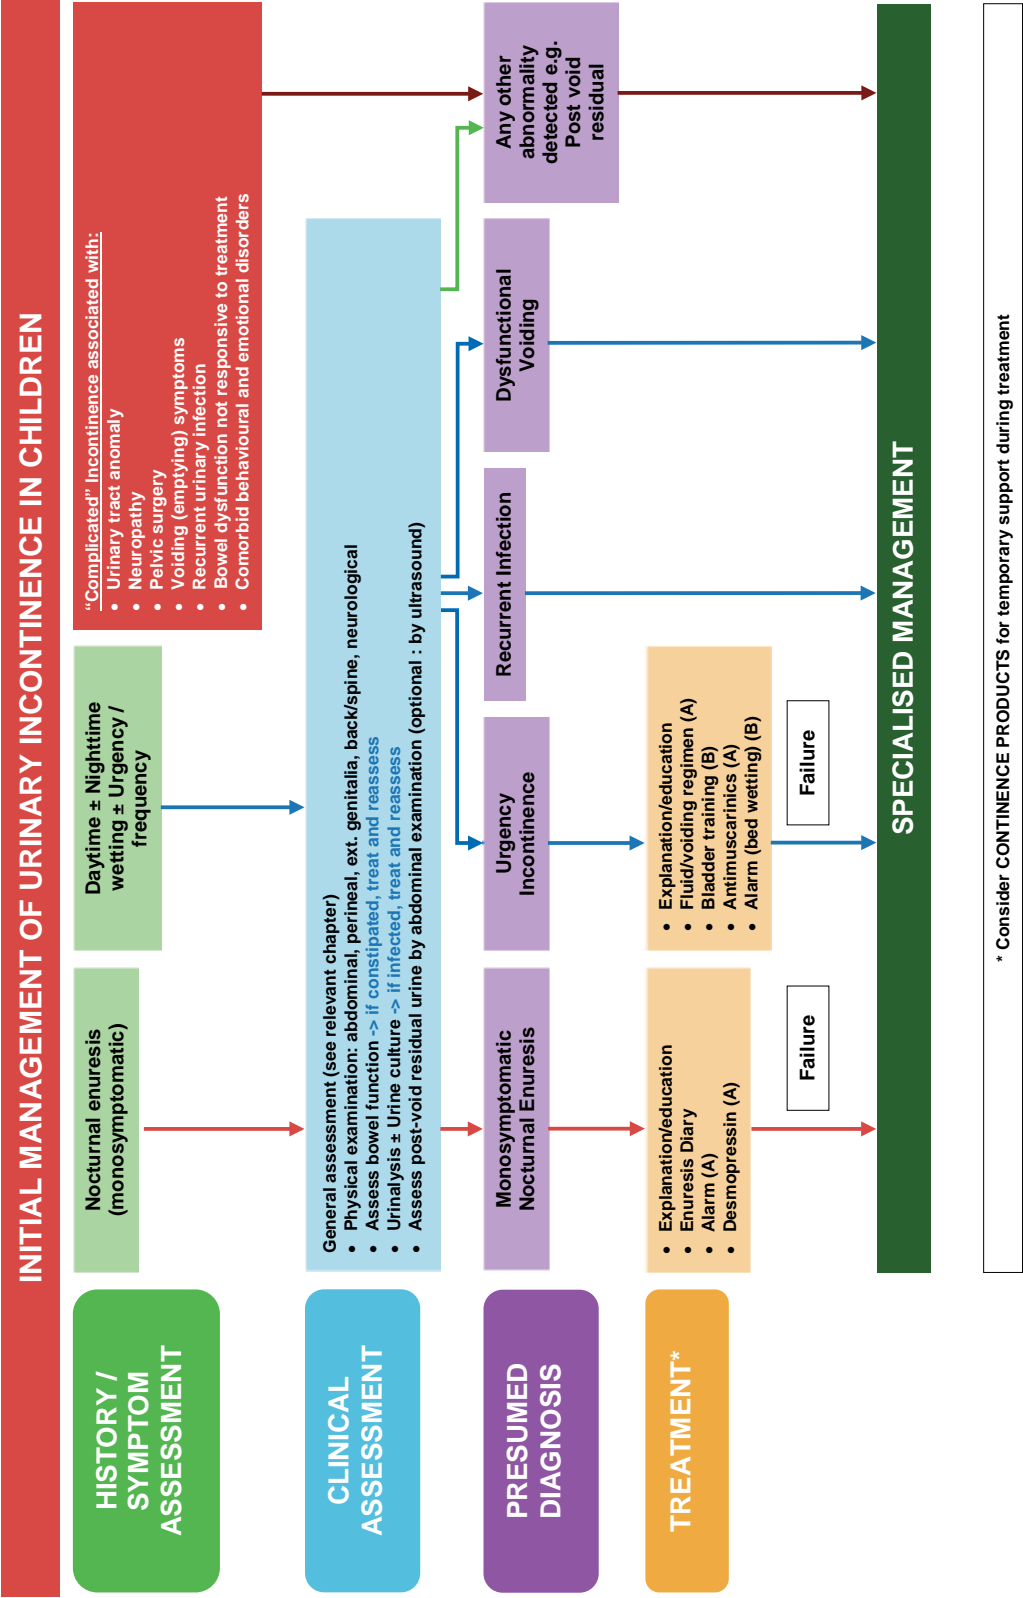 INITIAL MANAGEMENT OF URINARY INCONTINENCE IN CHILDREN
HISTORY /
SYMPTOM
ASSESSMENT
Nocturnal enuresis
(monosymptomatic)
Daytime ± Nighttime
wetting ± Urgency /
frequency
“Complicated” Incontinence associated with:
• Urinary tract anomaly
• Neuropathy
• Pelvic surgery
• Voiding (emptying) symptoms
• Recurrent urinary infection
• Bowel dysfunction not responsive to treatment
• Comorbid behavioural and emotional disorders
CLINICAL
ASSESSMENT
General assessment (see relevant chapter)
• Physical examination: abdominal, perineal, ext. genitalia, back/spine, neurological
• Assess bowel function -> if constipated, treat and reassess
• Urinalysis ± Urine culture -> if infected, treat and reassess
• Assess post-void residual urine by abdominal examination (optional : by ultrasound)
PRESUMED
DIAGNOSIS
Monosymptomatic
Nocturnal Enuresis
Urgency
Incontinence
Recurrent Infection
Dysfunctional
Voiding
Any other
abnormality
detected e.g.
Post void
residual
TREATMENT*
• Explanation/education
• Enuresis Diary
• Alarm (A)
• Desmopressin (A)
• Explanation/education
• Fluid/voiding regimen (A)
• Bladder training (B)
• Antimuscarinics (A)
• Alarm (bed wetting) (B)
Failure
Failure
SPECIALISED MANAGEMENT
* Consider CONTINENCE PRODUCTS for temporary support during treatment